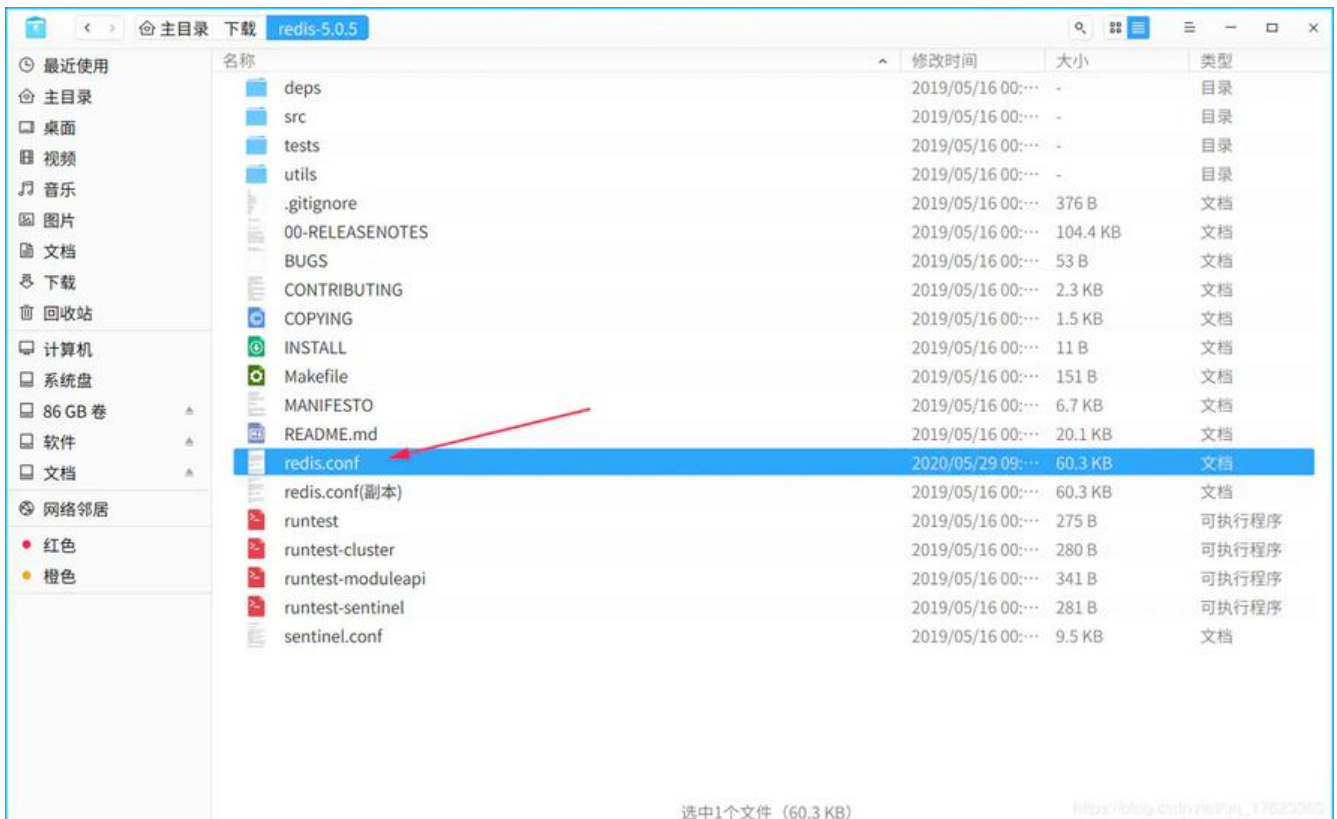 主目录 下载 redis-5.0.5
最近使用
主目录
桌面
视频
音乐
图片
文档
下载
回收站
计算机
系统盘
86 GB 卷
软件
文档
网络邻居
红色
橙色
名称 修改时间 大小 类型
deps 2019/05/16 00:··· - 目录
src 2019/05/16 00:··· - 目录
tests 2019/05/16 00:··· - 目录
utils 2019/05/16 00:··· - 目录
.gitignore 2019/05/16 00:··· 376 B 文档
00-RELEASENOTES 2019/05/16 00:··· 104.4 KB 文档
BUGS 2019/05/16 00:··· 53 B 文档
CONTRIBUTING 2019/05/16 00:··· 2.3 KB 文档
COPYING 2019/05/16 00:··· 1.5 KB 文档
INSTALL 2019/05/16 00:··· 11 B 文档
Makefile 2019/05/16 00:··· 151 B 文档
MANIFESTO 2019/05/16 00:··· 6.7 KB 文档
README.md 2019/05/16 00:··· 20.1 KB 文档
redis.conf 2020/05/29 09:··· 60.3 KB 文档
redis.conf(副本) 2019/05/16 00:··· 60.3 KB 文档
runtest 2019/05/16 00:··· 275 B 可执行程序
runtest-cluster 2019/05/16 00:··· 280 B 可执行程序
runtest-moduleapi 2019/05/16 00:··· 341 B 可执行程序
runtest-sentinel 2019/05/16 00:··· 281 B 可执行程序
sentinel.conf 2019/05/16 00:··· 9.5 KB 文档
选中1个文件 (60.3 KB)